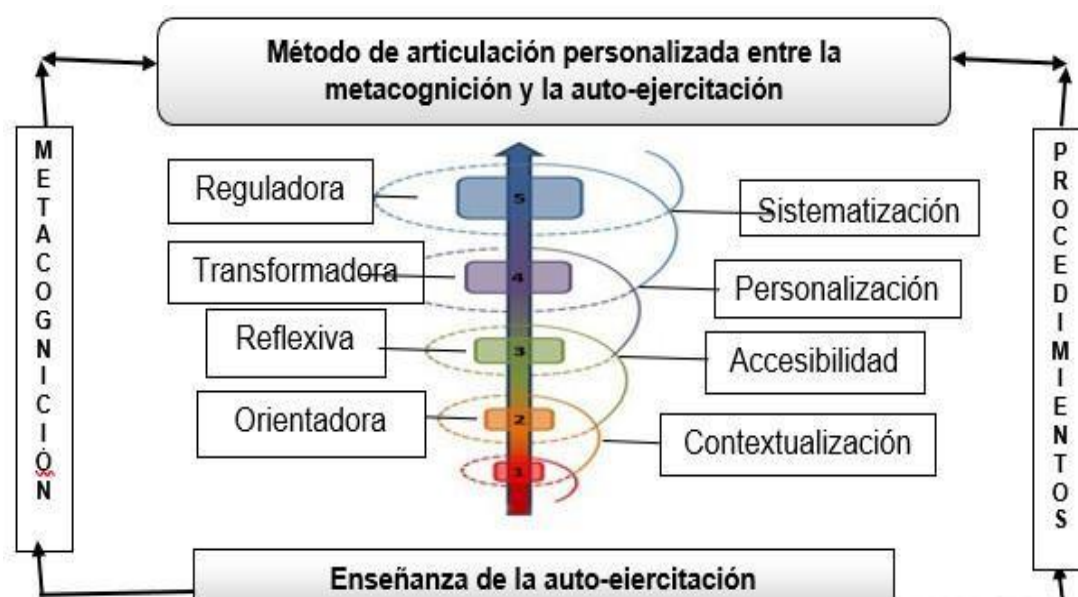 Método de articulación personalizada entre la
metacognición y la auto-ejercitación
METACOGNICIÓN
PROCEDIMIENTOS
Reguladora
5
Sistematización
Transformadora
4
Personalización
Reflexiva
3
Accesibilidad
Orientadora
2
Contextualización
1
Enseñanza de la auto-ejercitación